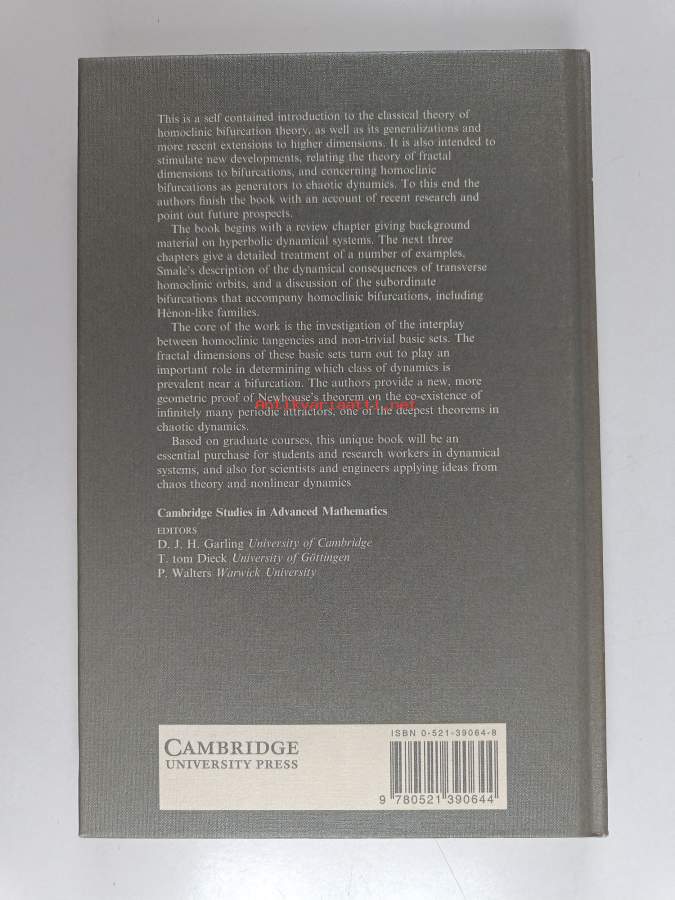 This is a self contained introduction to the classical theory of
homoclinic bifurcation theory, as well as its generalizations and
more recent extensions to higher dimensions. It is also intended to
stimulate new developments, relating the theory of fractal
dimensions to bifurcations, and concerning homoclinic
bifurcations as generators to chaotic dynamics. To this end the
authors finish the book with an account of recent research and
point out future prospects.
The book begins with a review chapter giving background
material on hyperbolic dynamical systems. The next three
chapters give a detailed treatment of a number of examples,
Smale's description of the dynamical consequences of transverse
homoclinic orbits, and a discussion of the subordinate
bifurcations that accompany homoclinic bifurcations, including
Hénon-like families.
The core of the work is the investigation of the interplay
between homoclinic tangencies and non-trivial basic sets. The
fractal dimensions of these basic sets turn out to play an
important role in determining which class of dynamics is
prevalent near a bifurcation. The authors provide a new, more
geometric proof of Newhouse's theorem on the co-existence of
infinitely many periodic attractors, one of the deepest theorems in
Antikvariaatti.net
chaotic dynamics.
Based on graduate courses, this unique book will be an
essential purchase for students and research workers in dynamical
systems, and also for scientists and engineers applying ideas from
chaos theory and nonlinear dynamics
Cambridge Studies in Advanced Mathematics
EDITORS
D. J. H. Garling University of Cambridge
T. tom Dieck University of Göttingen
P. Walters Warwick University
CAMBRIDGE
UNIVERSITY PRESS
ISBN 0-521-39064-8
9 780521 390644